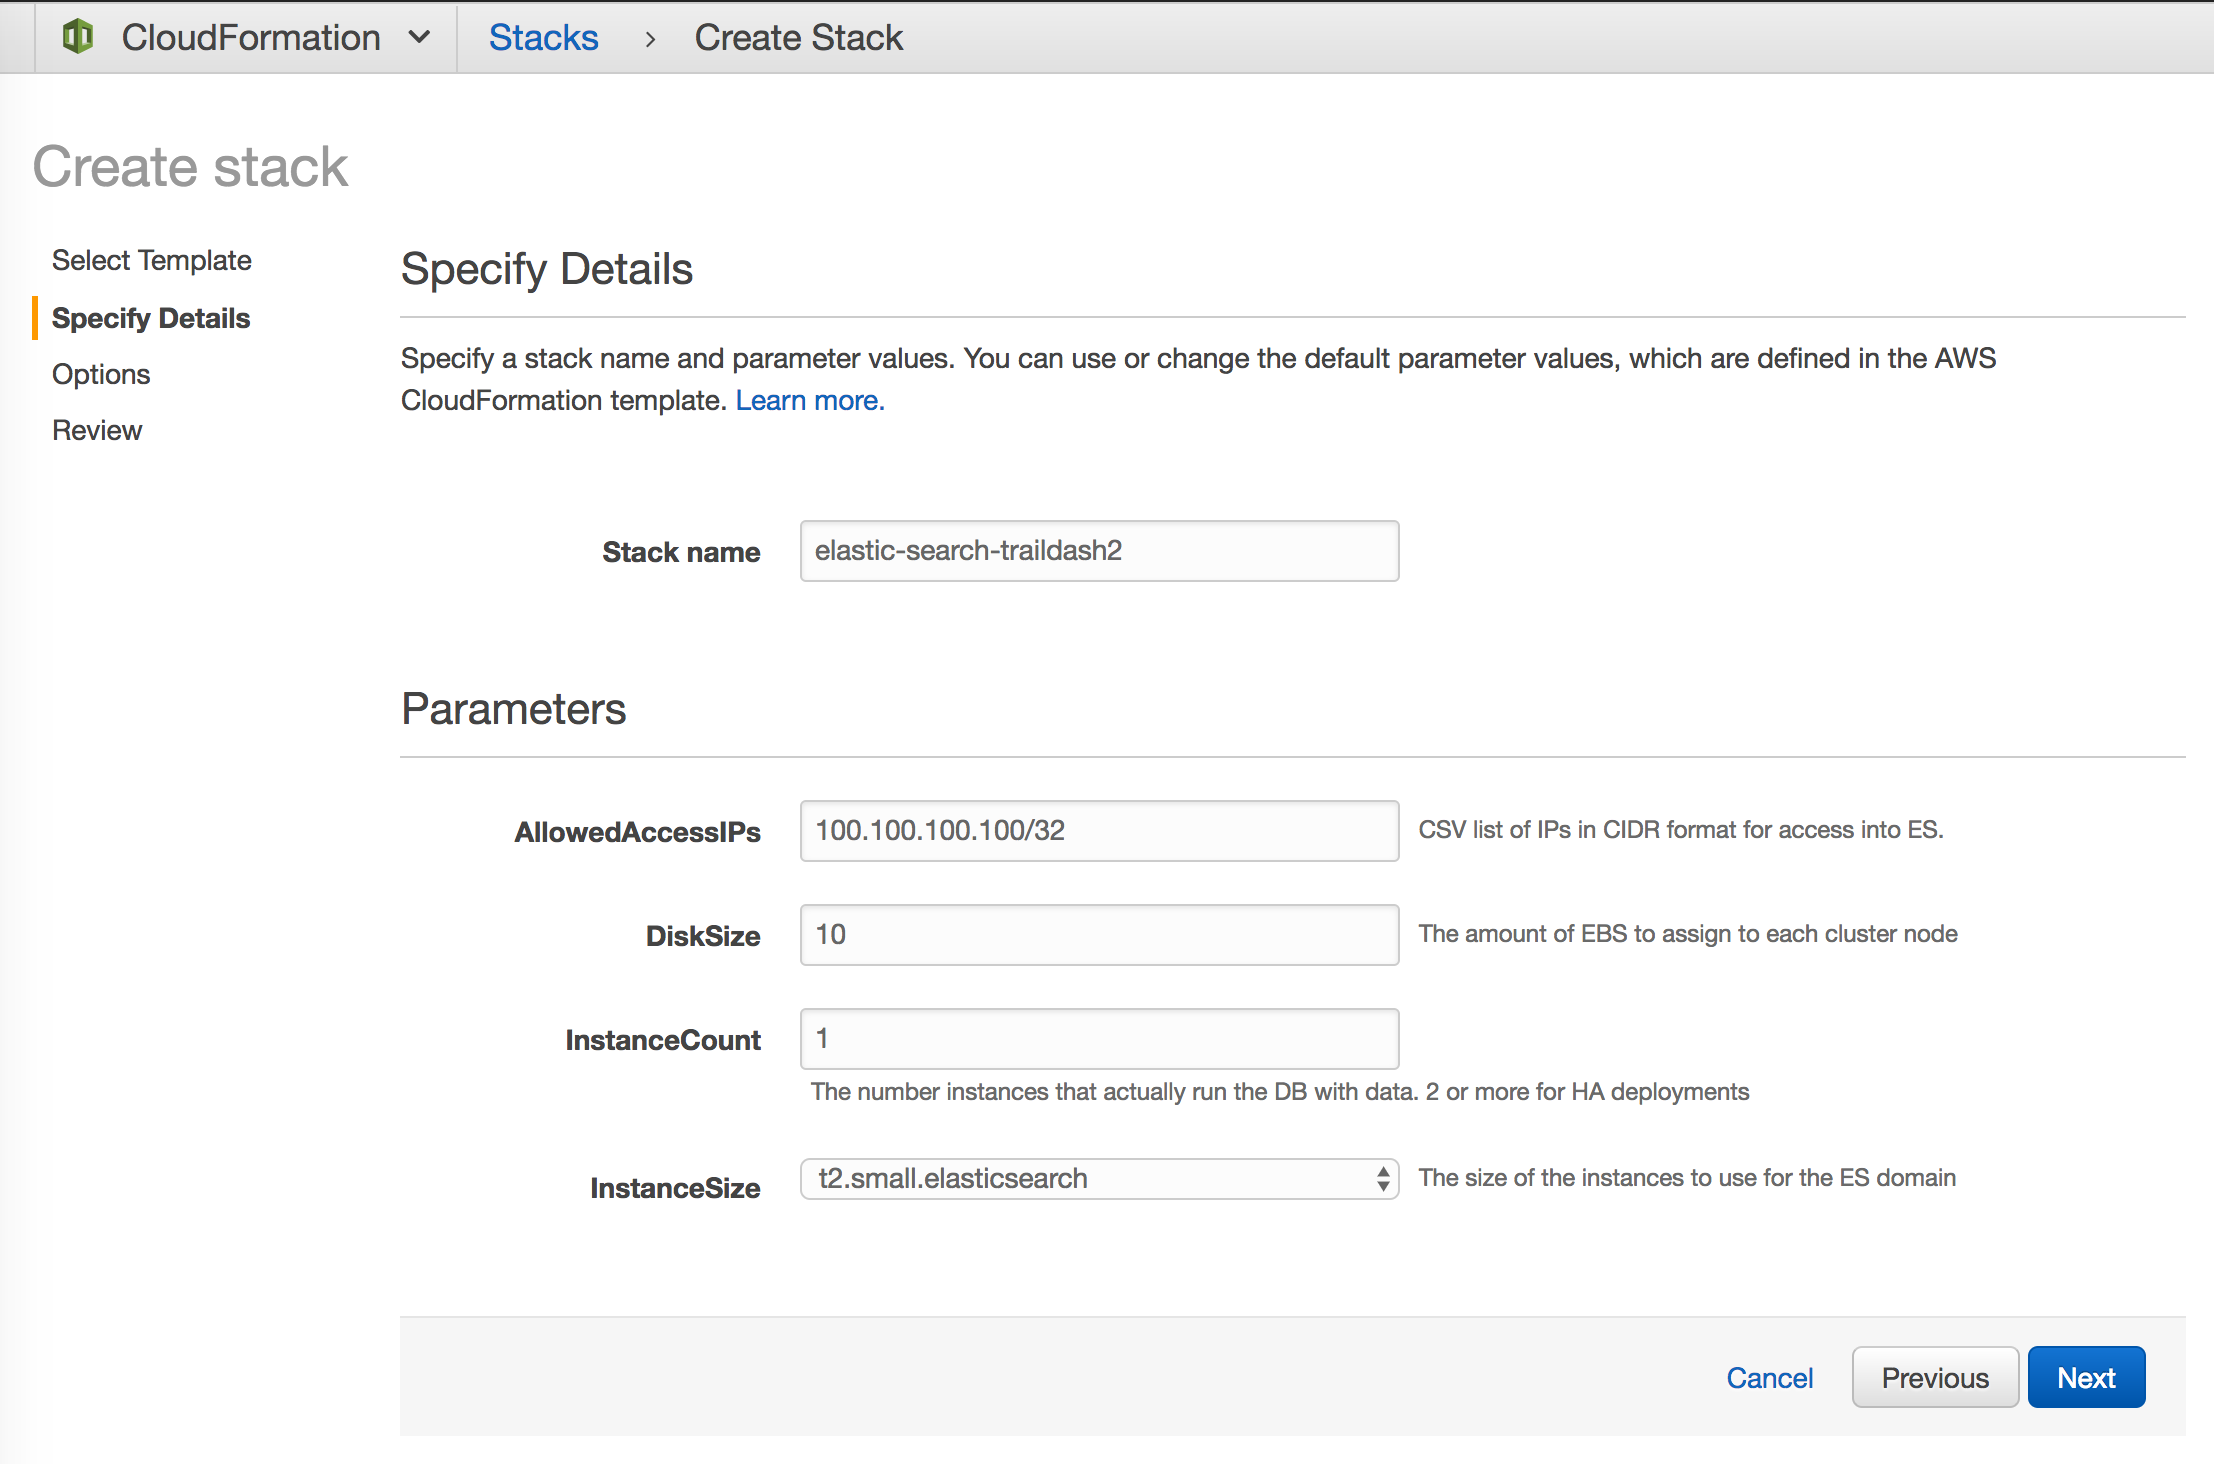 CloudFormation
Stacks > Create Stack
Create stack
Select Template
Specify Details
Options
Review
Specify Details
Specify a stack name and parameter values. You can use or change the default parameter values, which are defined in the AWS
CloudFormation template. Learn more.
Stack name elastic-search-traildash2
Parameters
AllowedAccessIPs 100.100.100.100/32 CSV list of IPs in CIDR format for access into ES.
DiskSize 10 The amount of EBS to assign to each cluster node
InstanceCount 1
The number instances that actually run the DB with data. 2 or more for HA deployments
InstanceSize t2.small.elasticsearch The size of the instances to use for the ES domain
Cancel Previous Next